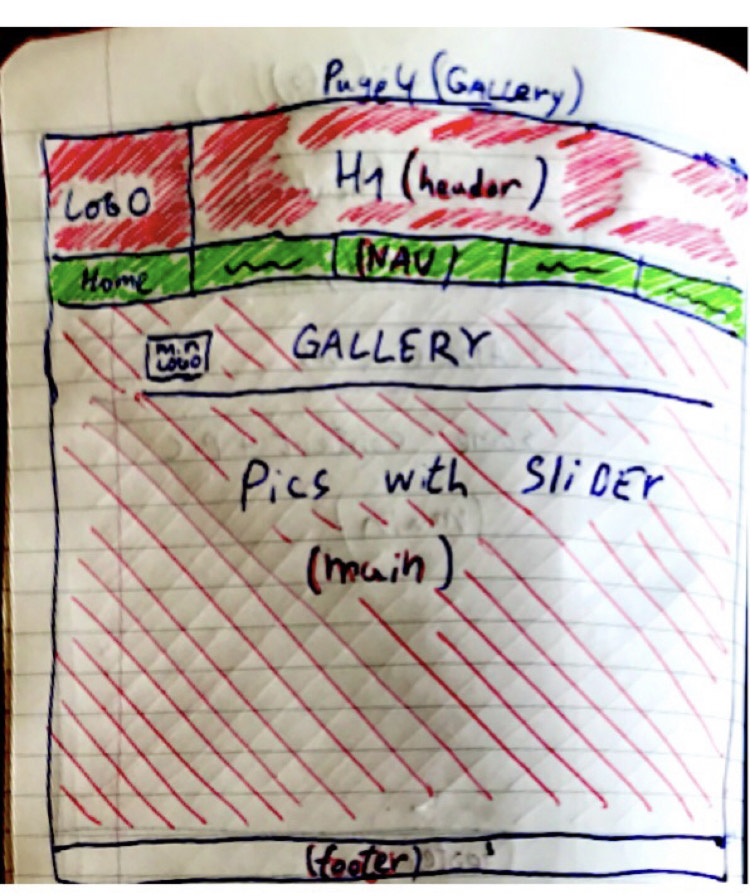 Page 4 (GALLery)
LOGO
H1 (header)
Home
(NAV)
min
LOGO
GALLERY
Pics with SliDEr
(main)
(footer)